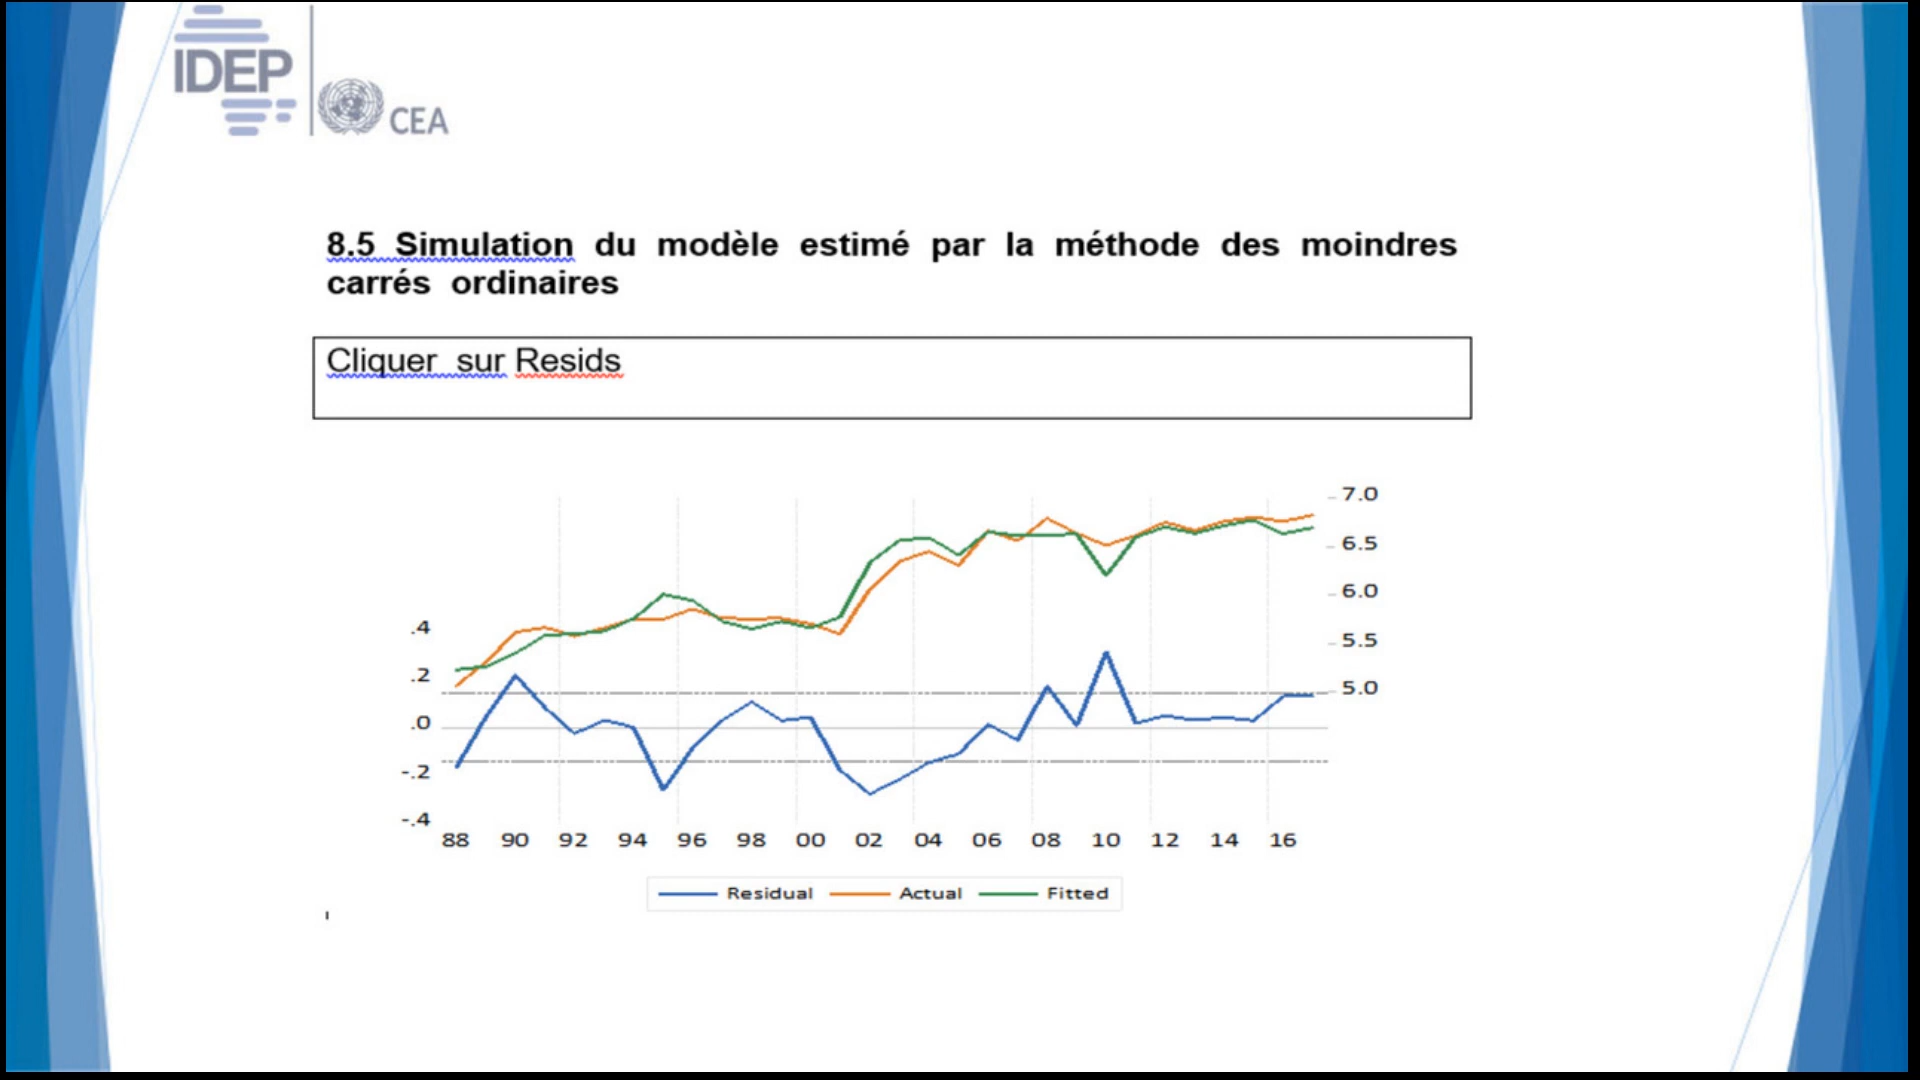 IDEP
CEA
8.5 Simulation du modèle estimé par la méthode des moindres
carrés ordinaires
Cliquer sur Resids
7.0
6.5
6.0
5.5
5.0
.4
.2
.0
-.2
-.4
88 90 92 94 96 98 00 02 04 06 08 10 12 14 16
Residual Actual Fitted